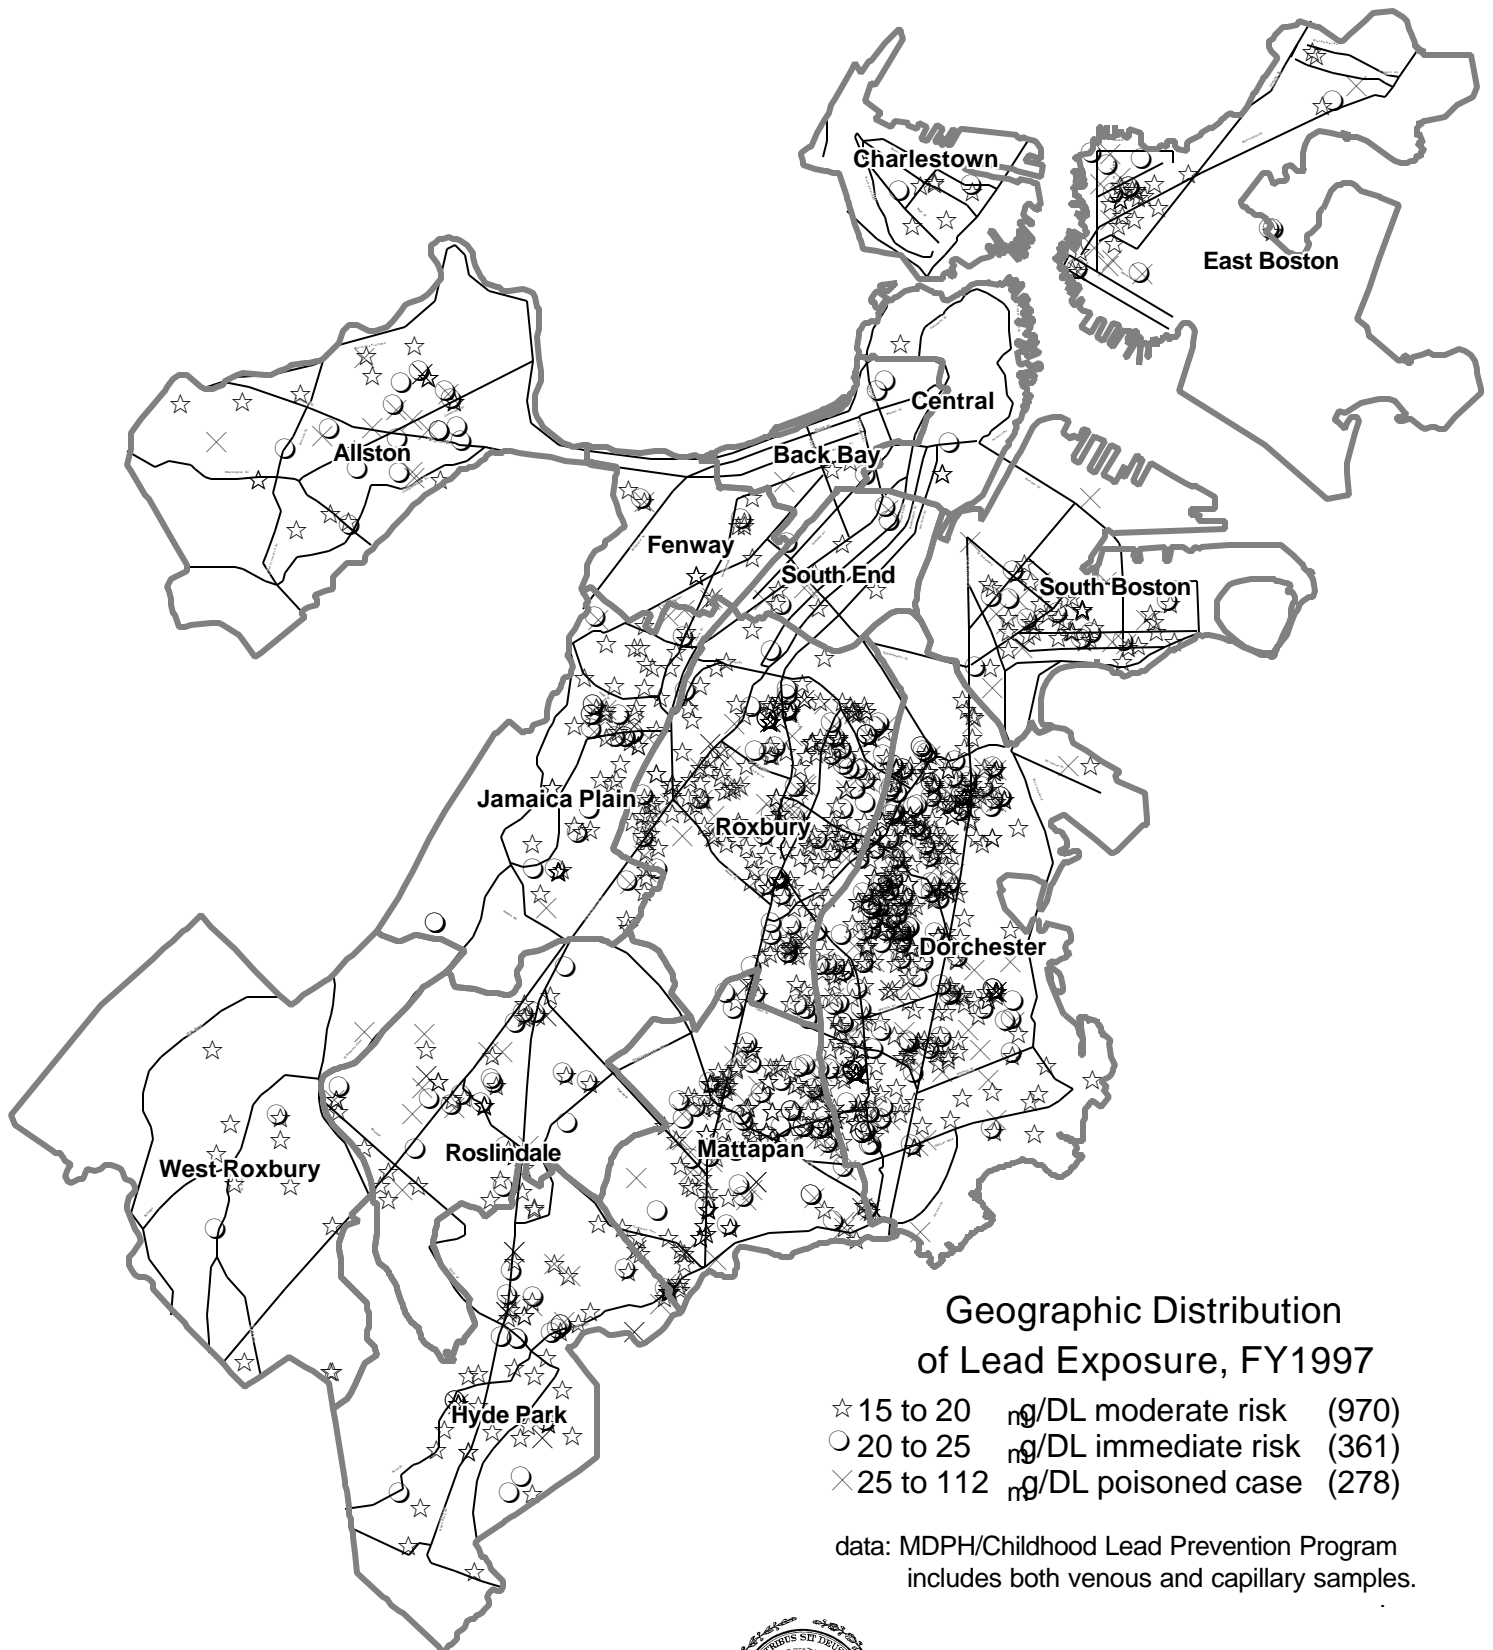 Charlestown
East Boston
Central
Allston
Back Bay
Fenway
South End
South Boston
Jamaica Plain
Roxbury
Dorchester
West Roxbury
Roslindale
Mattapan
Hyde Park
Geographic Distribution
of Lead Exposure, FY1997
15 to 20 mg/DL moderate risk (970)
20 to 25 mg/DL immediate risk (361)
25 to 112 mg/DL poisoned case (278)
data: MDPH/Childhood Lead Prevention Program
includes both venous and capillary samples.
SIT DEUS